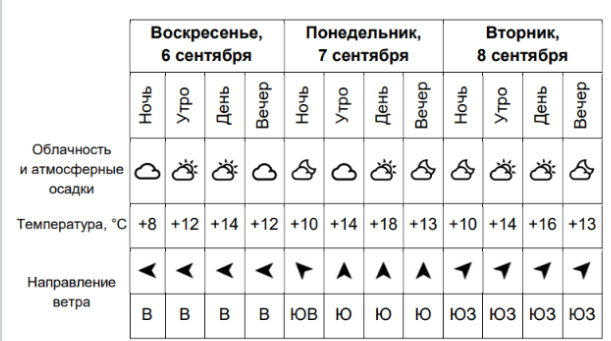 Воскресенье, 6 сентября
Понедельник, 7 сентября
Вторник, 8 сентября
Ночь Утро День Вечер Ночь Утро День Вечер Ночь Утро День Вечер
Облачность
и атмосферные
осадки
Температура, °C +8 +12 +14 +12 +10 +14 +18 +13 +10 +14 +16 +13
Направление
ветра
В В В В ЮВ Ю Ю Ю ЮЗ ЮЗ ЮЗ ЮЗ